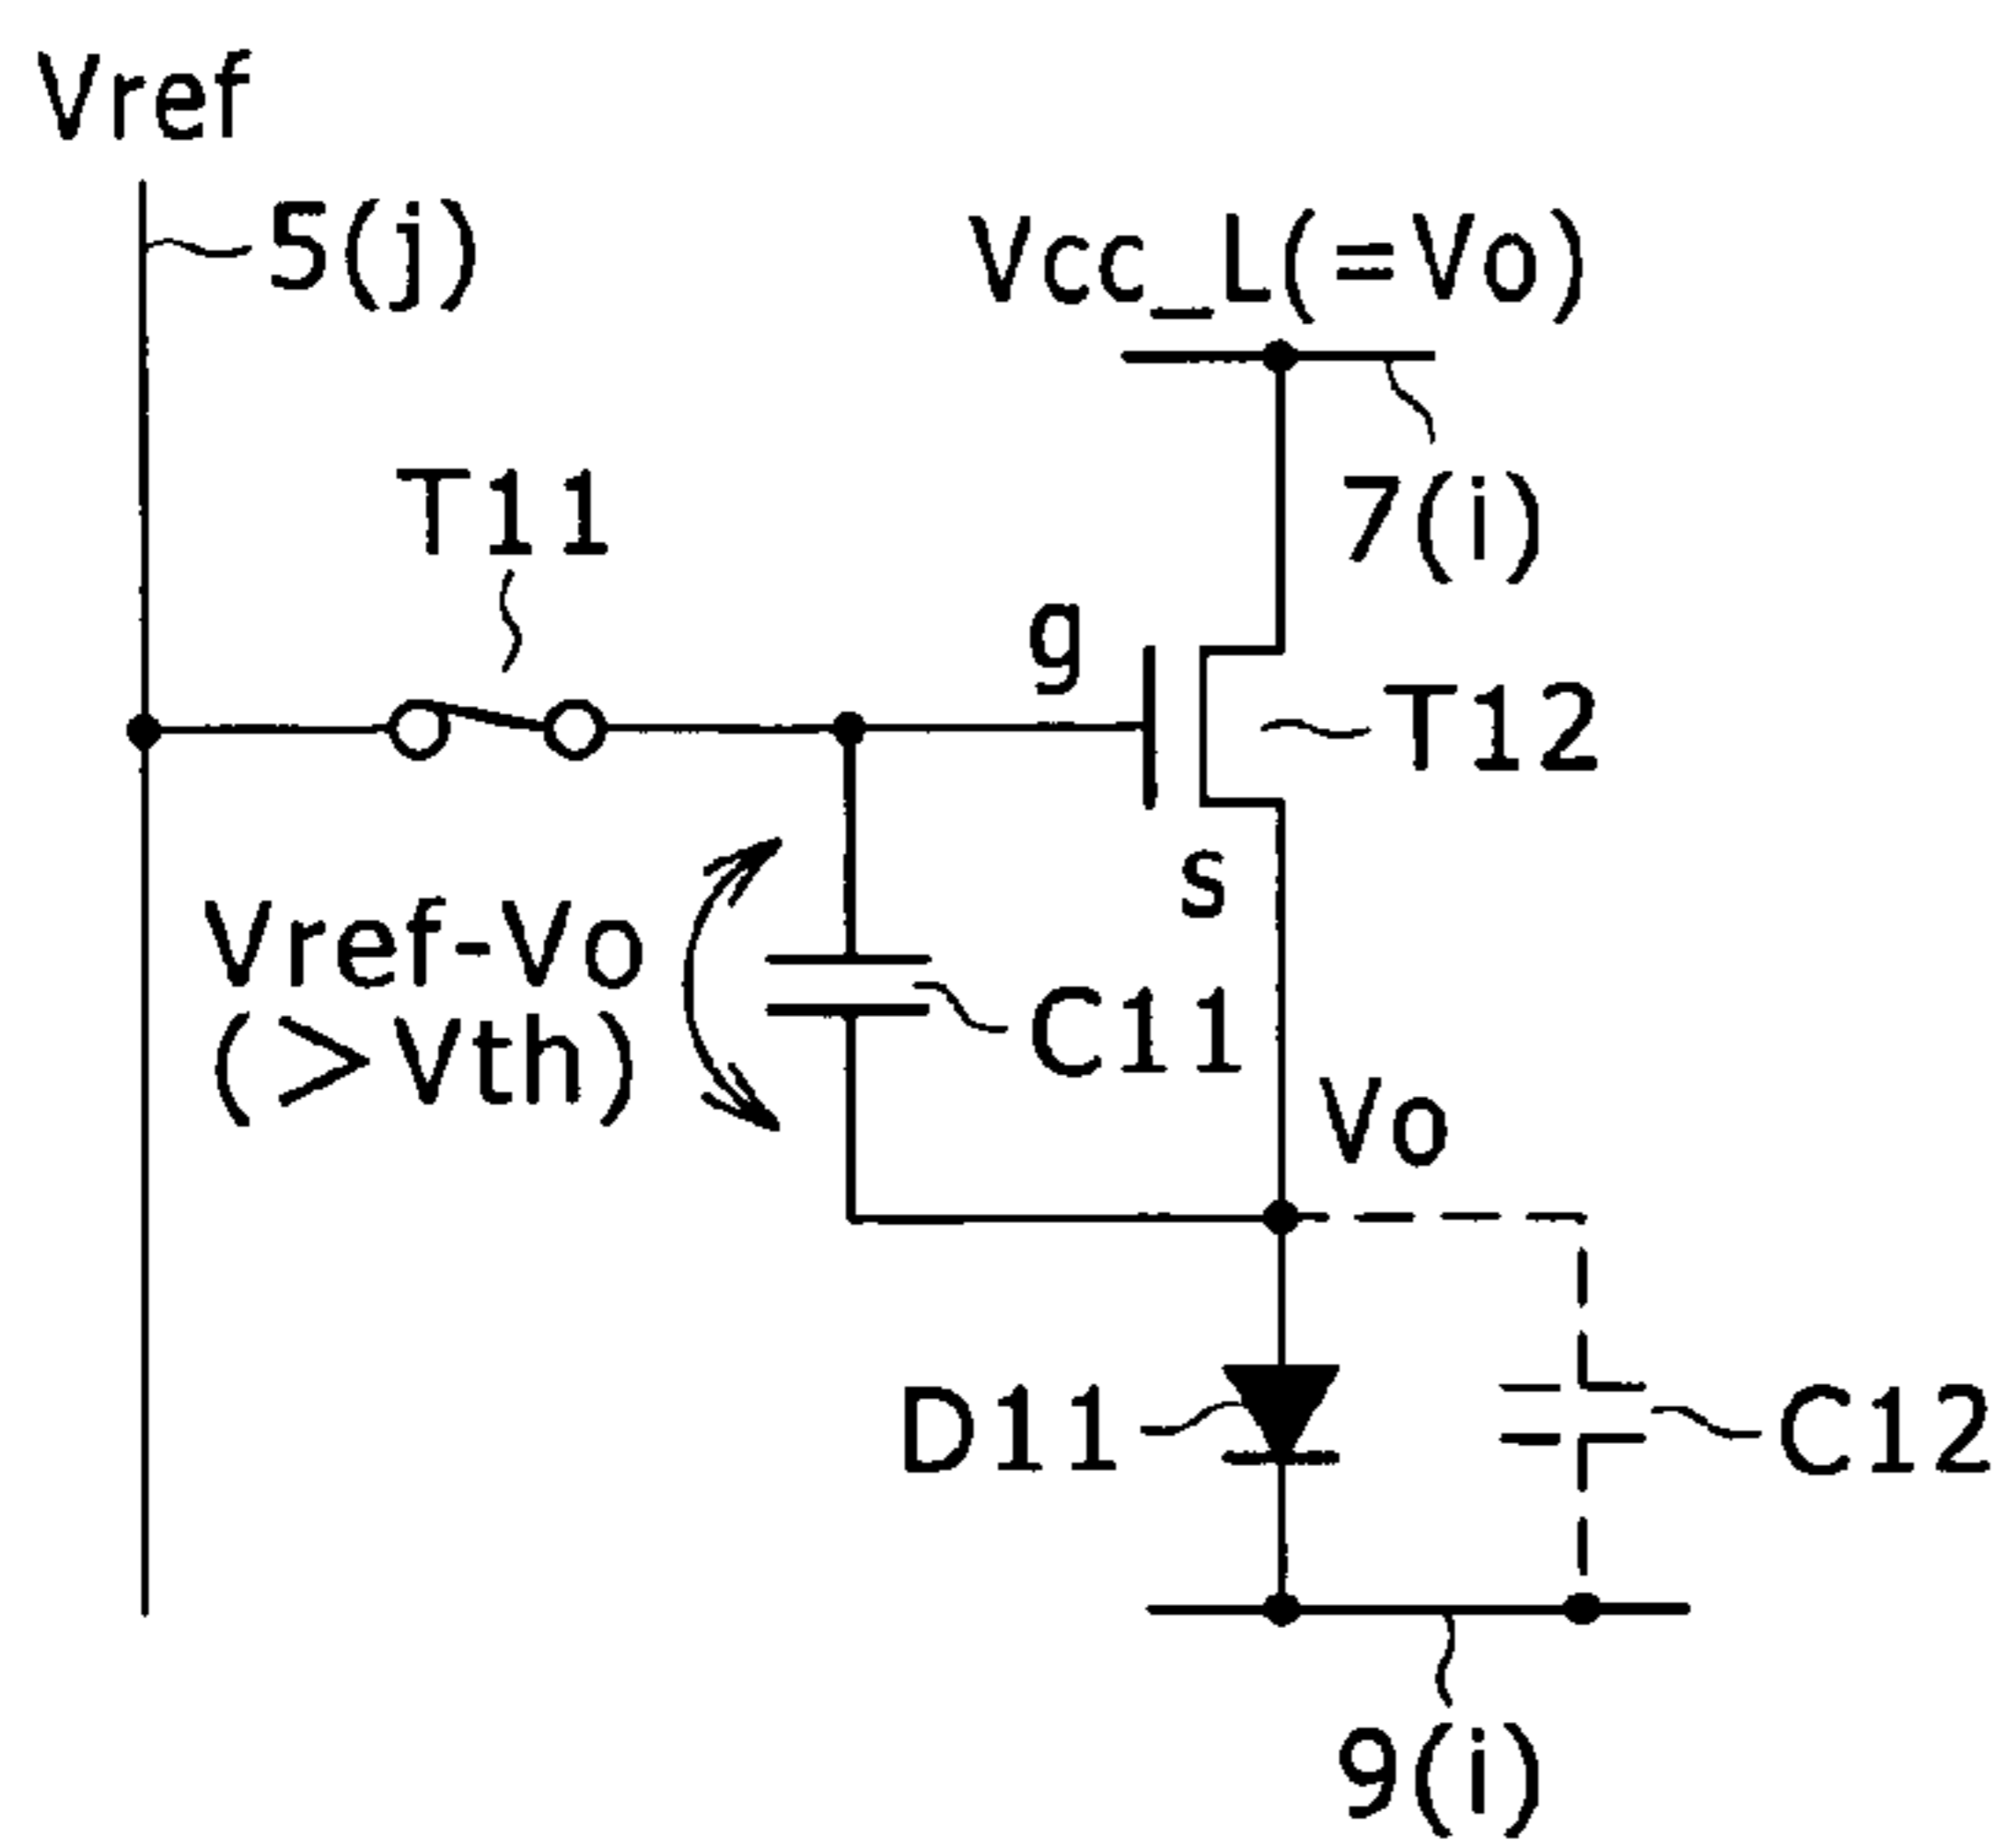 Vref
5(j)
Vcc_L(=Vo)
7(i)
T11
g
T12
s
Vref-Vo
(>Vth)
C11
Vo
D11
C12
9(i)